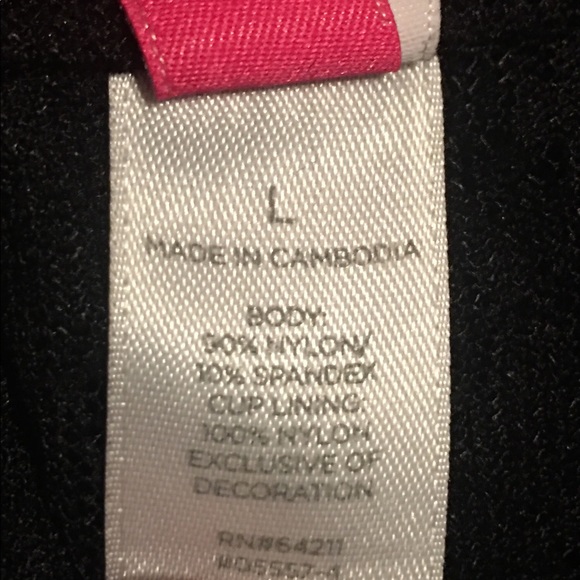 L
MADE IN CAMBODIA
BODY:
90% NYLON/
10% SPANDEX
CUP LINING:
100% NYLON
EXCLUSIVE OF
DECORATION
RN#64211